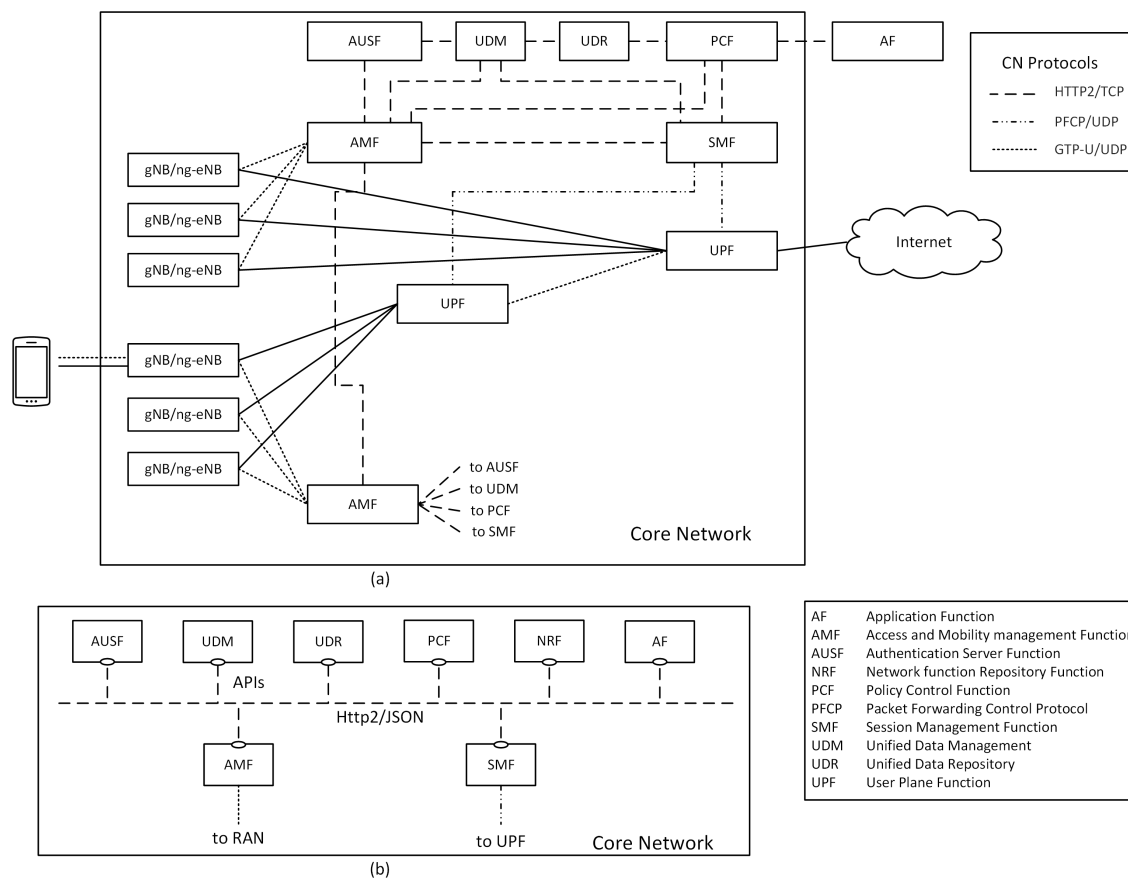 AUSF
UDM
UDR
PCF
AF
CN Protocols
HTTP2/TCP
PFCP/UDP
GTP-U/UDP
AMF
SMF
gNB/ng-eNB
gNB/ng-eNB
gNB/ng-eNB
UPF
Internet
UPF
gNB/ng-eNB
gNB/ng-eNB
gNB/ng-eNB
AMF
to AUSF
to UDM
to PCF
to SMF
Core Network
(a)
AUSF
UDM
UDR
PCF
NRF
AF
APIs
Http2/JSON
AMF
SMF
to RAN
to UPF
Core Network
(b)
AF Application Function
AMF Access and Mobility management Function
AUSF Authentication Server Function
NRF Network function Repository Function
PCF Policy Control Function
PFCP Packet Forwarding Control Protocol
SMF Session Management Function
UDM Unified Data Management
UDR Unified Data Repository
UPF User Plane Function